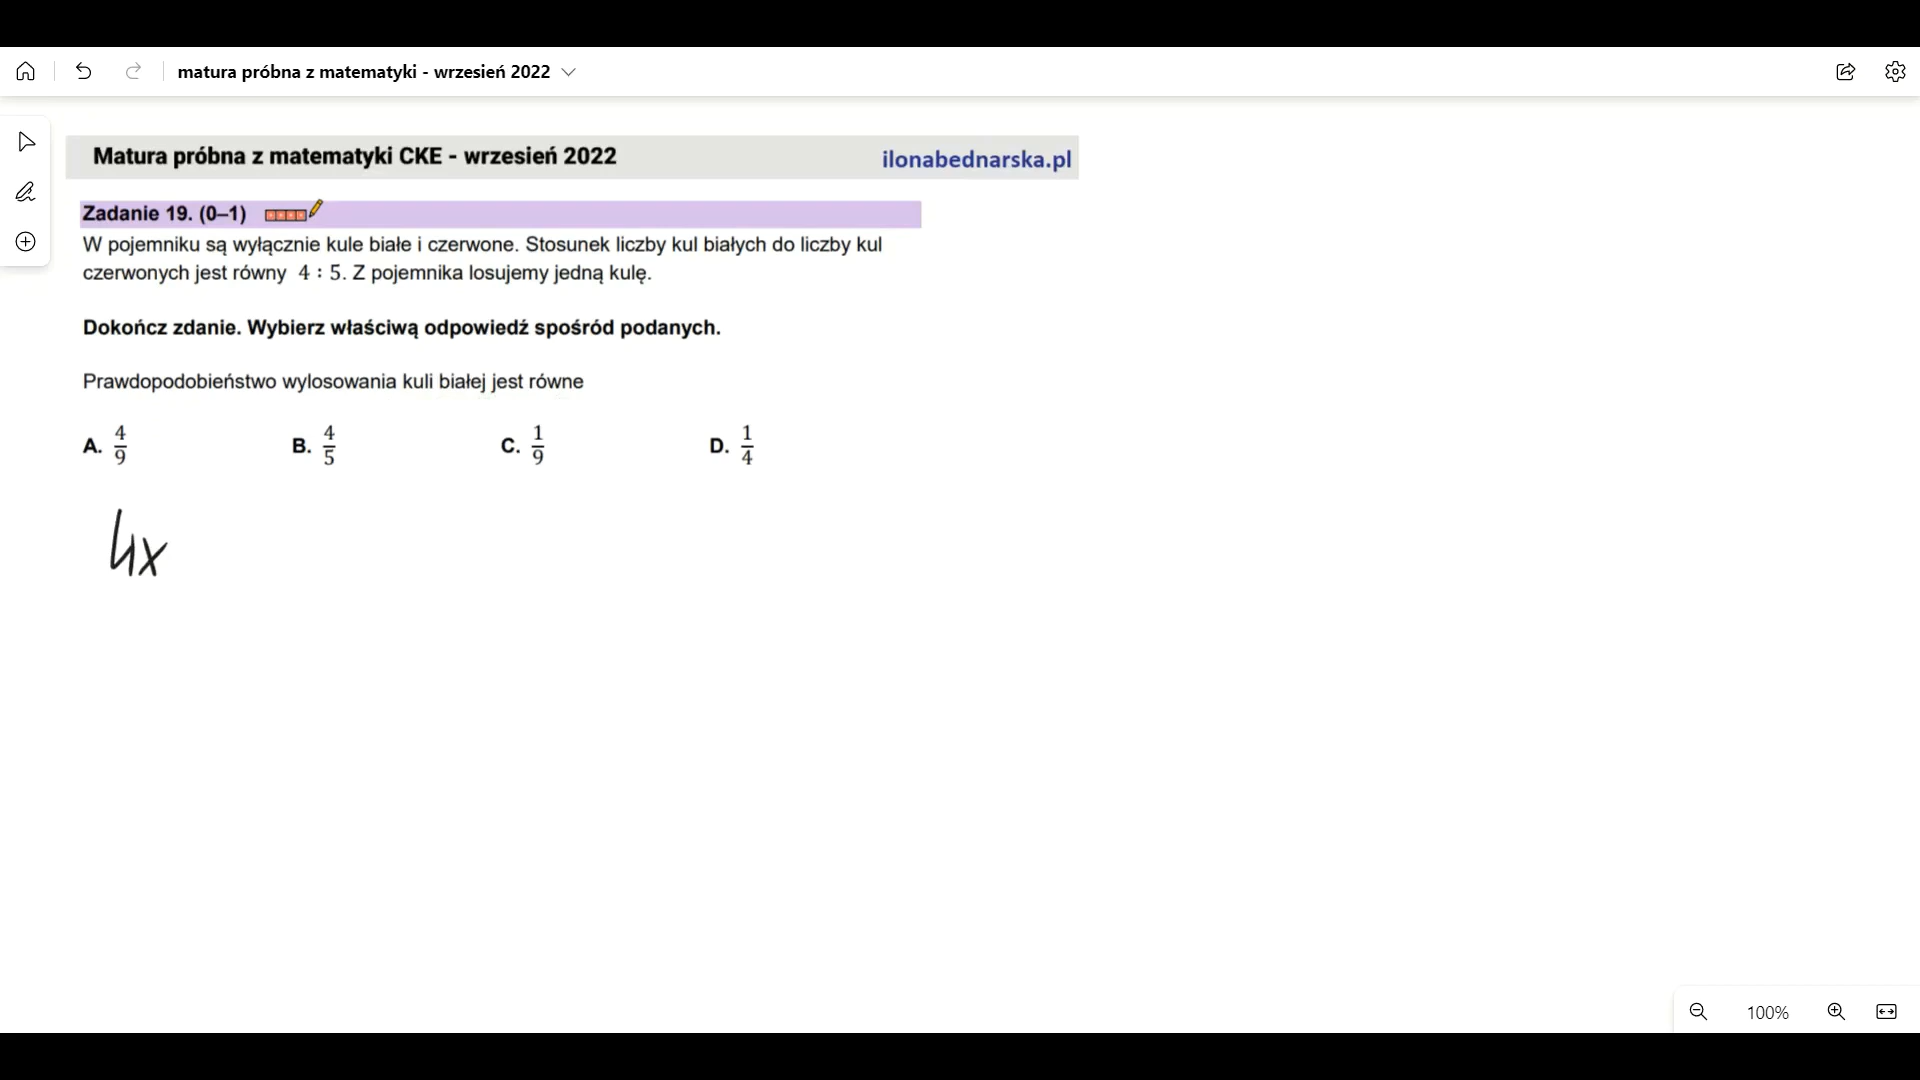 matura próbna z matematyki - wrzesień 2022
Matura próbna z matematyki CKE - wrzesień 2022
ilonabednarska.pl
Zadanie 19. (0–1)
W pojemniku są wyłącznie kule białe i czerwone. Stosunek liczby kul białych do liczby kul
czerwonych jest równy 4 : 5. Z pojemnika losujemy jedną kulę.
Dokończ zdanie. Wybierz właściwą odpowiedź spośród podanych.
Prawdopodobieństwo wylosowania kuli białej jest równe
A. 4/9 B. 4/5 C. 1/9 D. 1/4
4x
100%